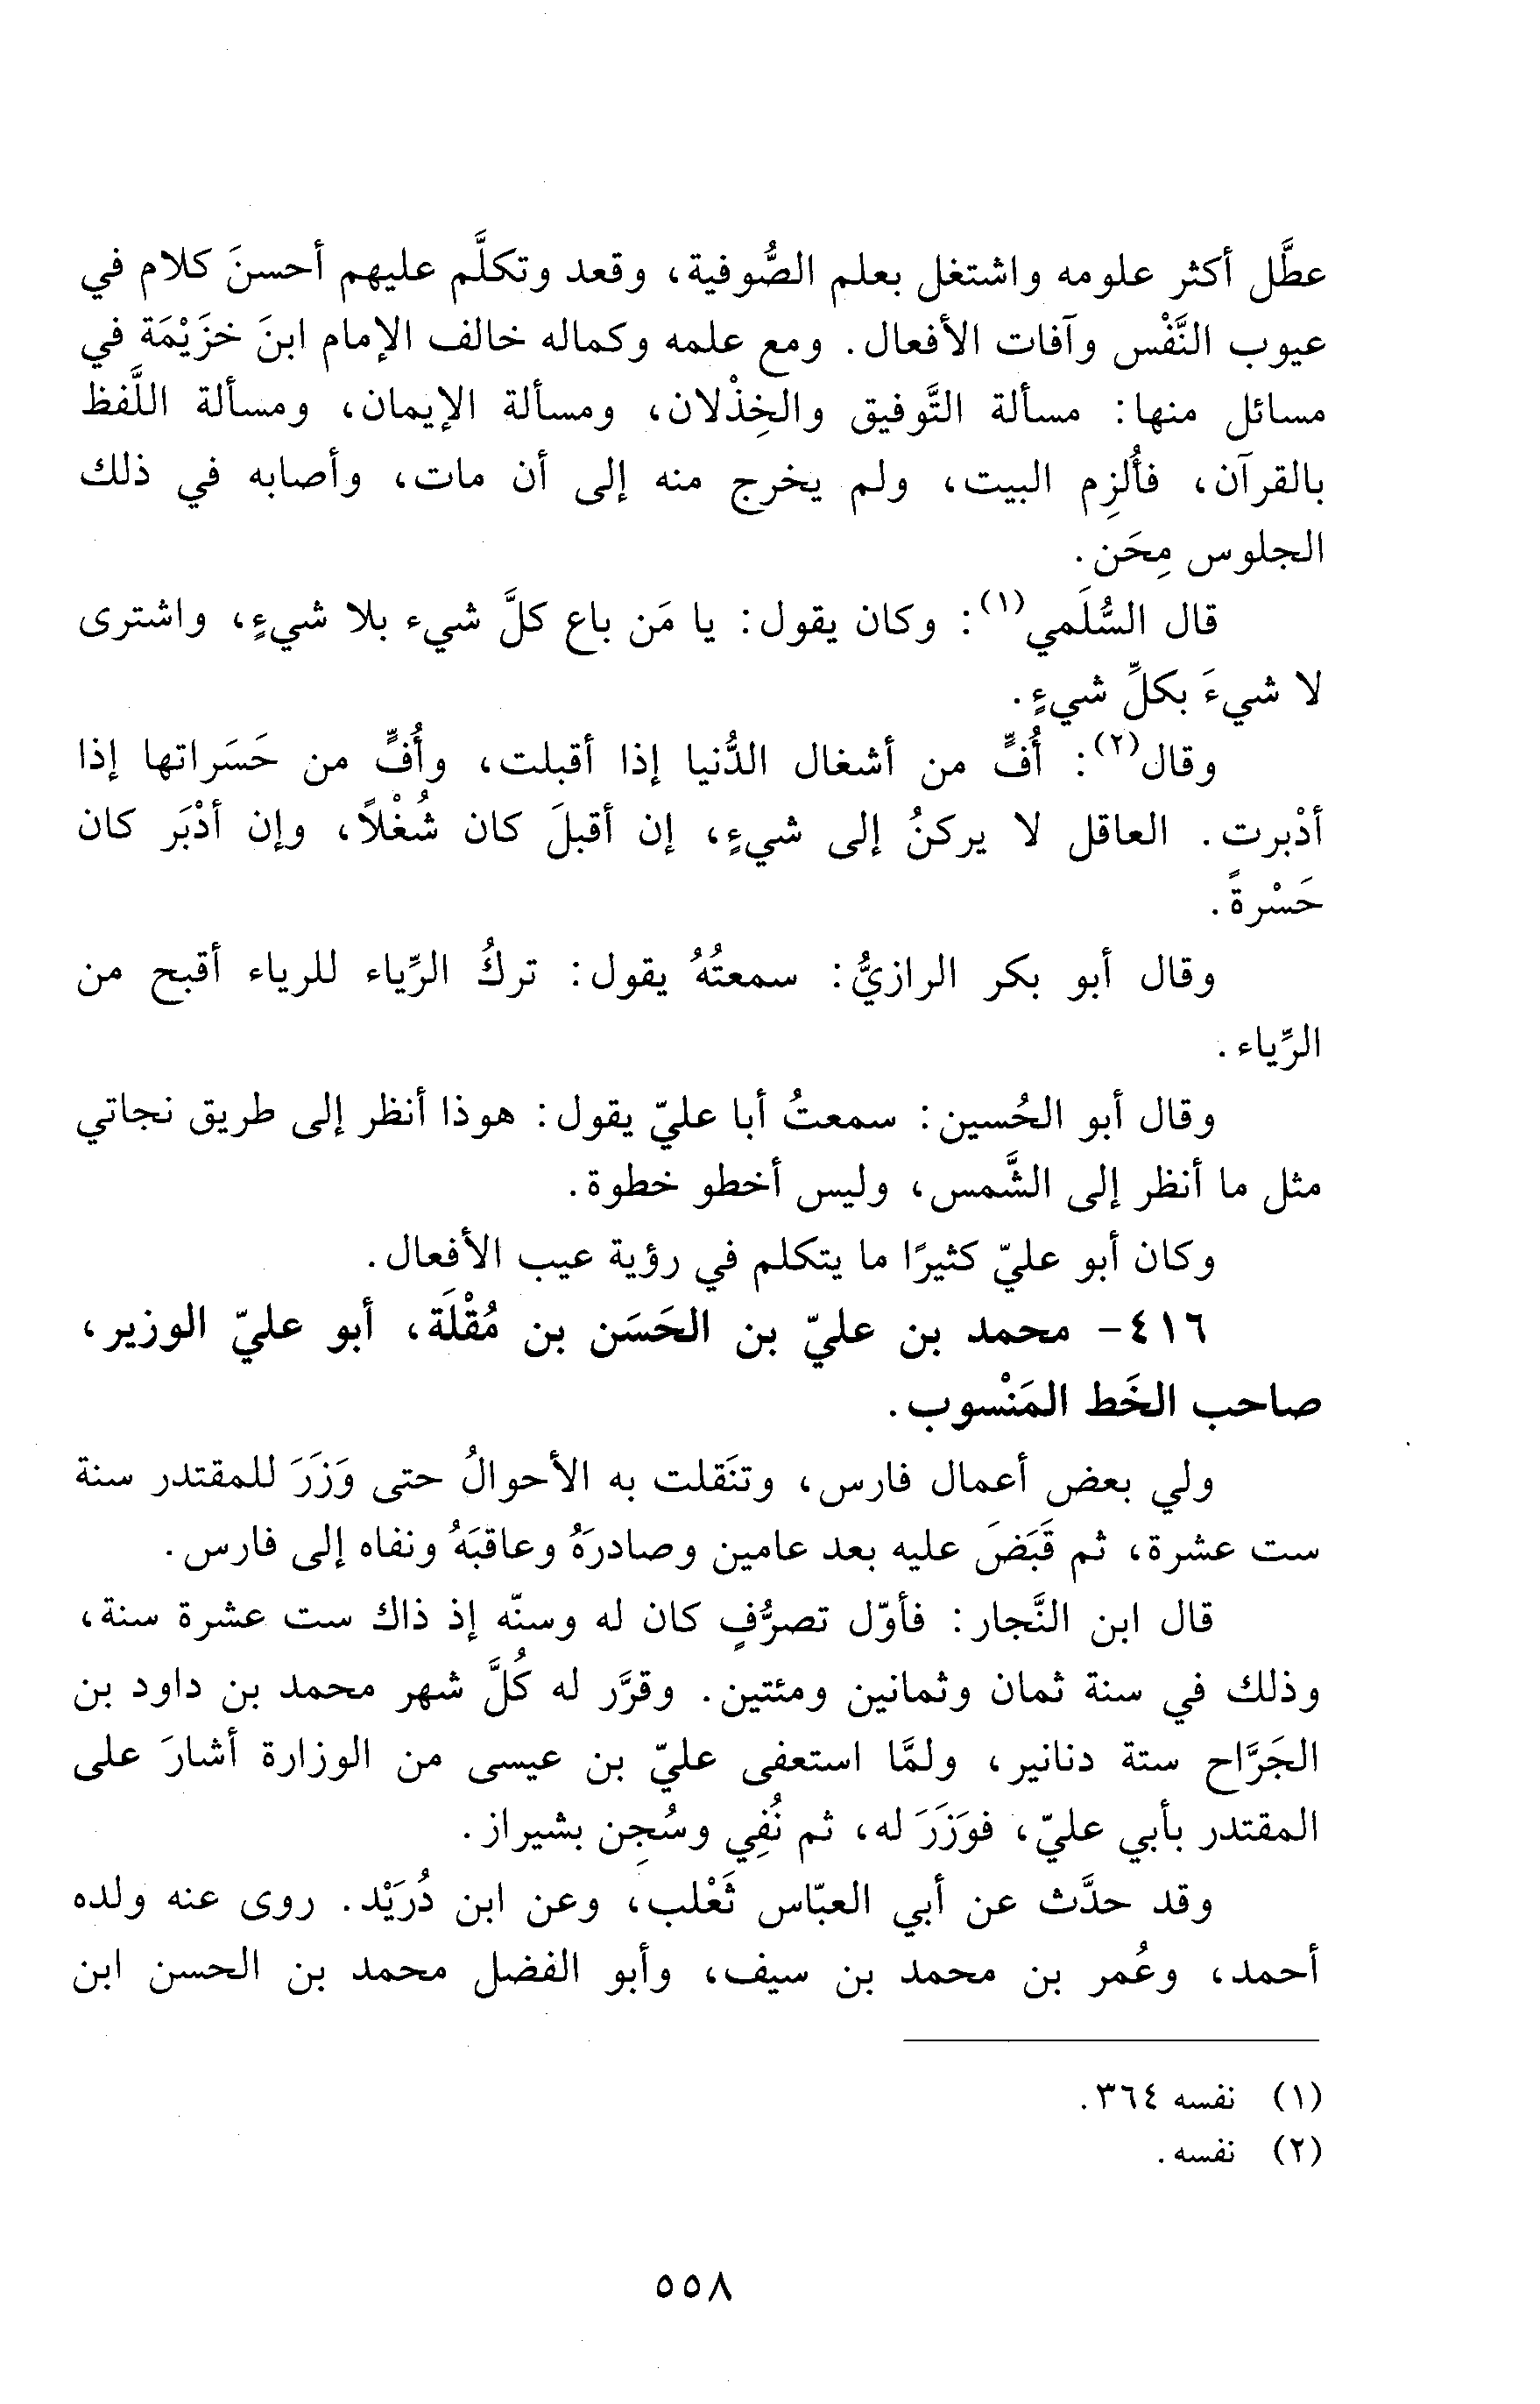 عطَّل أكثر علومه واشتغل بعلم الصُّوفية، وقعد وتكلَّم عليهم أحسنَ كلام في
عيوب النَّفْس وآفات الأفعال. ومع علمه وكماله خالف الإمام ابنَ خزَيْمَة في
مسائل منها: مسألة التَّوفيق والخِذْلان، ومسألة الإيمان، ومسألة اللَّفظ
بالقرآن، فأُلزِم البيت، ولم يخرج منه إلى أن مات، وأصابه في ذلك
الجلوس مِحَن.
قال السُّلَمي(١): وكان يقول: يا مَن باع كلَّ شيء بلا شيءٍ، واشترى
لا شيءَ بكلِّ شيءٍ.
وقال(٢): أُفٍّ من أشغال الدُّنيا إذا أقبلت، وأُفٍّ من حَسَراتها إذا
أدْبرت. العاقل لا يركنُ إلى شيءٍ، إن أقبلَ كان شُغْلاً، وإن أدْبَر كان
حَسْرةً.
وقال أبو بكر الرازيُّ: سمعتُهُ يقول: تركُ الرِّياء للرياء أقبح من
الرِّياء.
وقال أبو الحُسين: سمعتُ أبا عليّ يقول: هوذا أنظر إلى طريق نجاتي
مثل ما أنظر إلى الشَّمس، وليس أخطو خطوة.
وكان أبو عليّ كثيرًا ما يتكلم في رؤية عيب الأفعال.
٤١٦- محمد بن عليّ بن الحَسَن بن مُقْلَة، أبو عليّ الوزير،
صاحب الخَط المَنْسوب.
ولي بعض أعمال فارس، وتنَقلت به الأحوالُ حتى وَزَرَ للمقتدر سنة
ست عشرة، ثم قَبَضَ عليه بعد عامين وصادرَهُ وعاقبَهُ ونفاه إلى فارس.
قال ابن النَّجار: فأوّل تصرُّفٍ كان له وسنّه إذ ذاك ست عشرة سنة،
وذلك في سنة ثمان وثمانين ومئتين. وقرَّر له كُلَّ شهر محمد بن داود بن
الجَرَّاح ستة دنانير، ولمَّا استعفى عليّ بن عيسى من الوزارة أشارَ على
المقتدر بأبي عليّ، فوَزَرَ له، ثم نُفِي وسُجِن بشيراز.
وقد حدَّث عن أبي العبّاس ثَعْلب، وعن ابن دُرَيْد. روى عنه ولده
أحمد، وعُمر بن محمد بن سيف، وأبو الفضل محمد بن الحسن ابن
(١) نفسه ٣٦٤.
(٢) نفسه.
٥٥٨